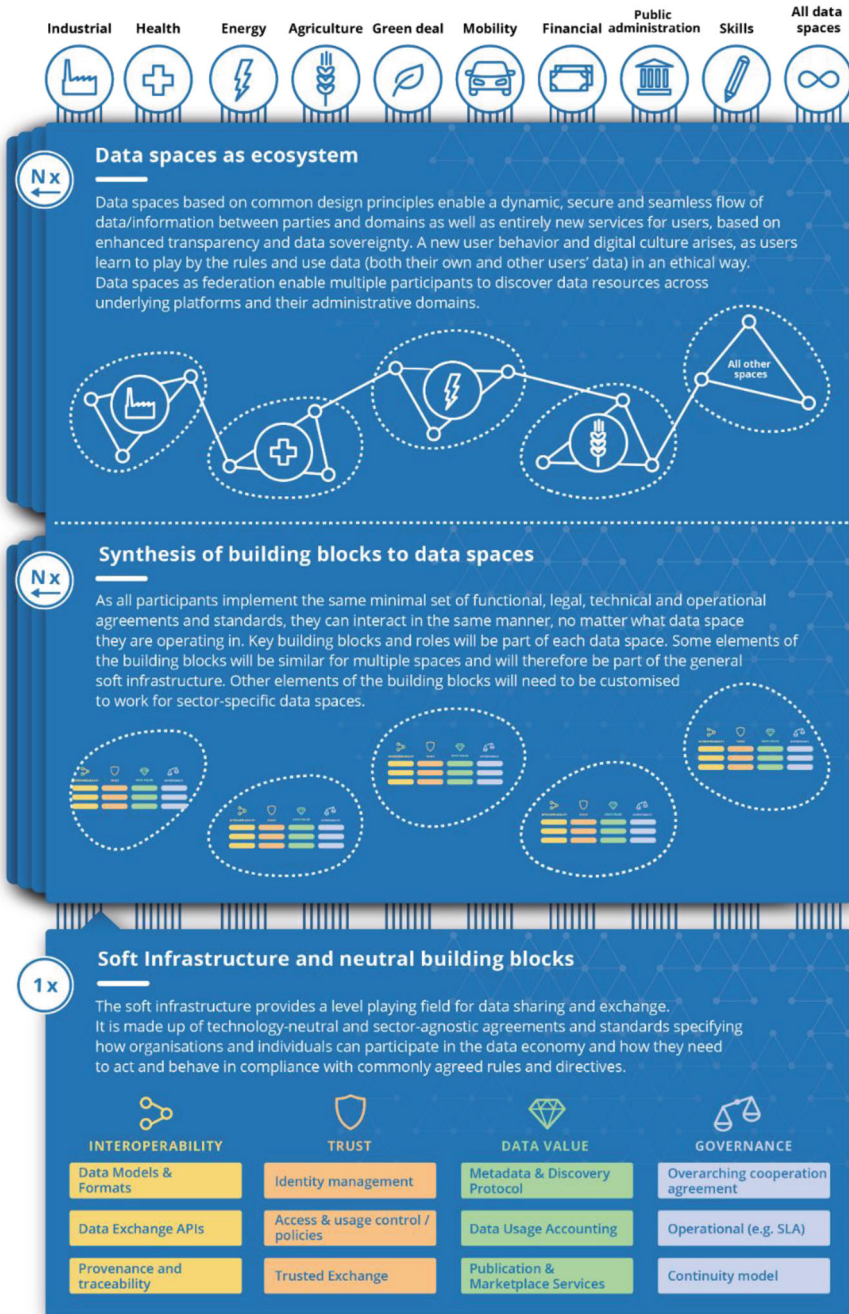 Industrial Health Energy Agriculture Green deal Mobility Financial Public administration Skills All data spaces
N x
Data spaces as ecosystem
Data spaces based on common design principles enable a dynamic, secure and seamless flow of
data/information between parties and domains as well as entirely new services for users, based on
enhanced transparency and data sovereignty. A new user behavior and digital culture arises, as users
learn to play by the rules and use data (both their own and other users' data) in an ethical way.
Data spaces as federation enable multiple participants to discover data resources across
underlying platforms and their administrative domains.
All other
spaces
N x
Synthesis of building blocks to data spaces
As all participants implement the same minimal set of functional, legal, technical and operational
agreements and standards, they can interact in the same manner, no matter what data space
they are operating in. Key building blocks and roles will be part of each data space. Some elements of
the building blocks will be similar for multiple spaces and will therefore be part of the general
soft infrastructure. Other elements of the building blocks will need to be customised
to work for sector-specific data spaces.
1 x
Soft Infrastructure and neutral building blocks
The soft infrastructure provides a level playing field for data sharing and exchange.
It is made up of technology-neutral and sector-agnostic agreements and standards specifying
how organisations and individuals can participate in the data economy and how they need
to act and behave in compliance with commonly agreed rules and directives.
INTEROPERABILITY
Data Models &
Formats
Data Exchange APIs
Provenance and
traceability
TRUST
Identity management
Access & usage control /
policies
Trusted Exchange
DATA VALUE
Metadata & Discovery
Protocol
Data Usage Accounting
Publication &
Marketplace Services
GOVERNANCE
Overarching cooperation
agreement
Operational (e.g. SLA)
Continuity model